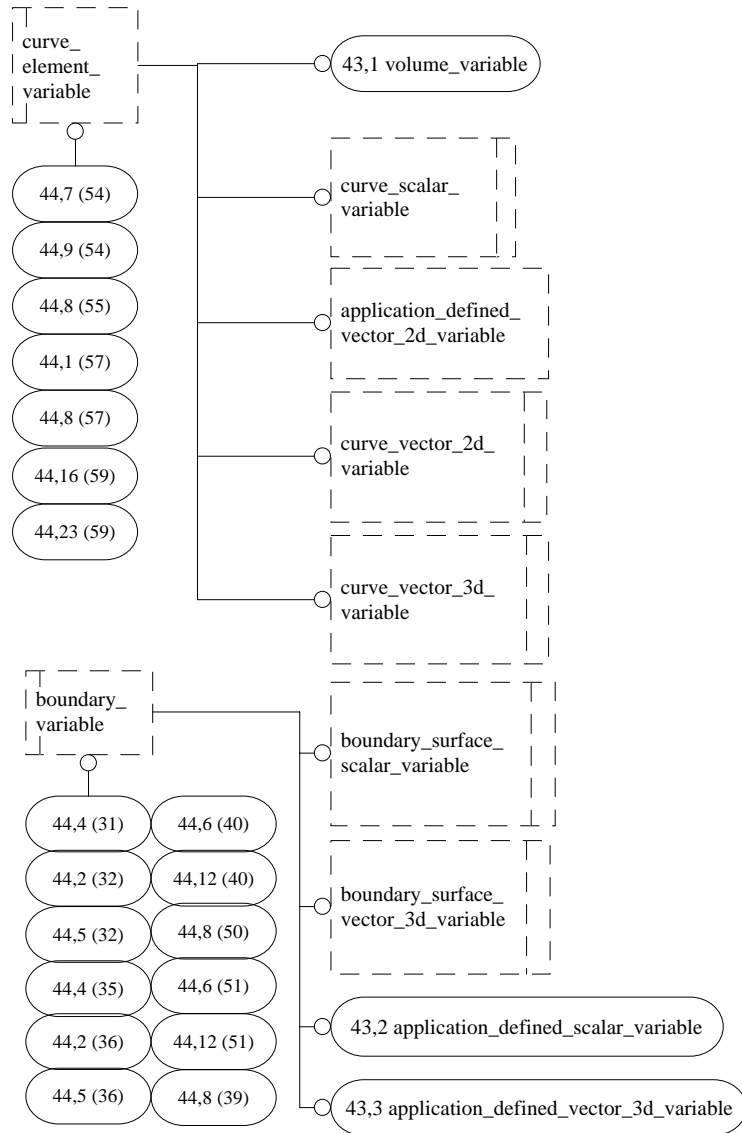 curve_
element_
variable
44,7 (54)
44,9 (54)
44,8 (55)
44,1 (57)
44,8 (57)
44,16 (59)
44,23 (59)
43,1 volume_variable
curve_scalar_
variable
application_defined_
vector_2d_variable
curve_vector_2d_
variable
curve_vector_3d_
variable
boundary_
variable
44,4 (31)
44,6 (40)
44,2 (32)
44,12 (40)
44,5 (32)
44,8 (50)
44,4 (35)
44,6 (51)
44,2 (36)
44,12 (51)
44,5 (36)
44,8 (39)
boundary_surface_
scalar_variable
boundary_surface_
vector_3d_variable
43,2 application_defined_scalar_variable
43,3 application_defined_vector_3d_variable